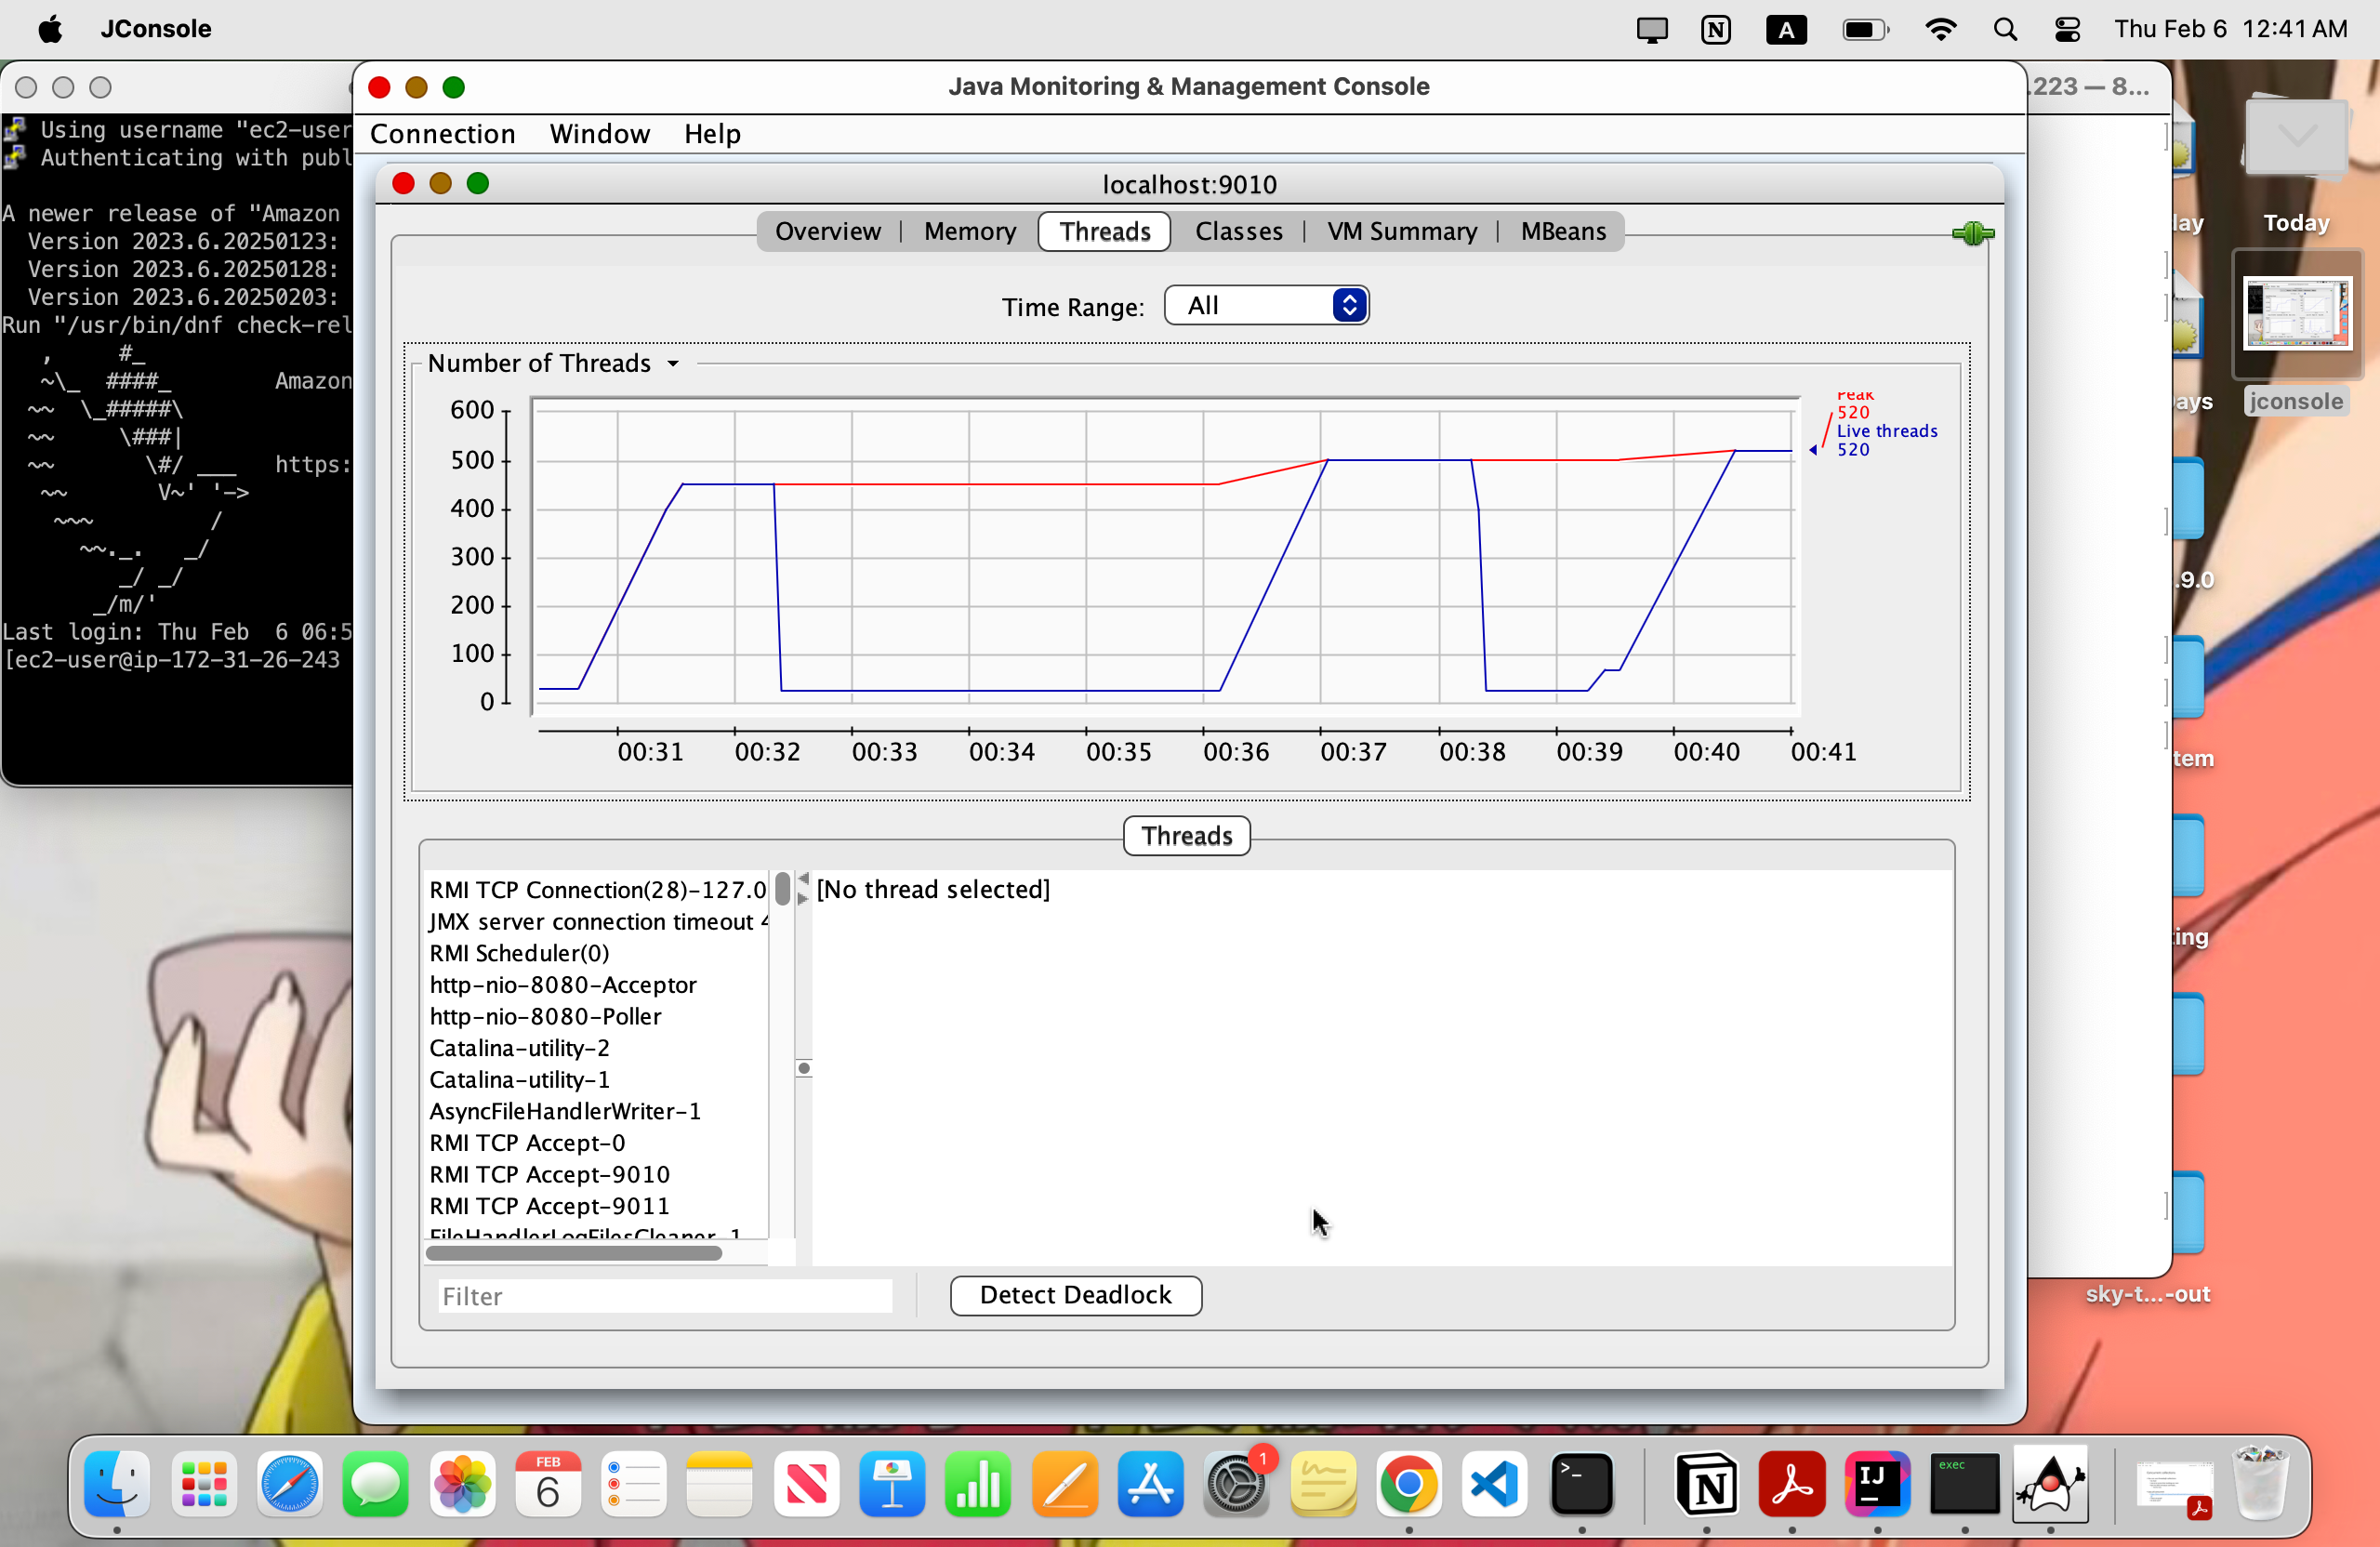 JConsole
N
A
Thu Feb 6 12:41 AM
Java Monitoring & Management Console
.223 — 8...
Connection Window Help
localhost:9010
Overview Memory Threads Classes VM Summary MBeans
Time Range: All
Number of Threads
600
500
400
300
200
100
0
Peak
520
Live threads
520
00:31 00:32 00:33 00:34 00:35 00:36 00:37 00:38 00:39 00:40 00:41
Threads
RMI TCP Connection(28)-127.0
JMX server connection timeout 4
RMI Scheduler(0)
http-nio-8080-Acceptor
http-nio-8080-Poller
Catalina-utility-2
Catalina-utility-1
AsyncFileHandlerWriter-1
RMI TCP Accept-0
RMI TCP Accept-9010
RMI TCP Accept-9011
FileHandlerLogFilesCleaner-1
[No thread selected]
Filter
Detect Deadlock
Using username "ec2-user
Authenticating with publ
A newer release of "Amazon
Version 2023.6.20250123:
Version 2023.6.20250128:
Version 2023.6.20250203:
Run "/usr/bin/dnf check-rel
, #_
~\_ ####_ Amazon
~~ \_#####\
~~ \###|
~~ \#/ ___ https:
~~ V~' '->
~~~ /
~~._. _/
_/ _/
_/m/'
Last login: Thu Feb  6 06:5
[ec2-user@ip-172-31-26-243
lay
Today
ays
jconsole
.9.0
tem
ting
sky-t...-out
FEB
6
1
>_
N
IJ
exec